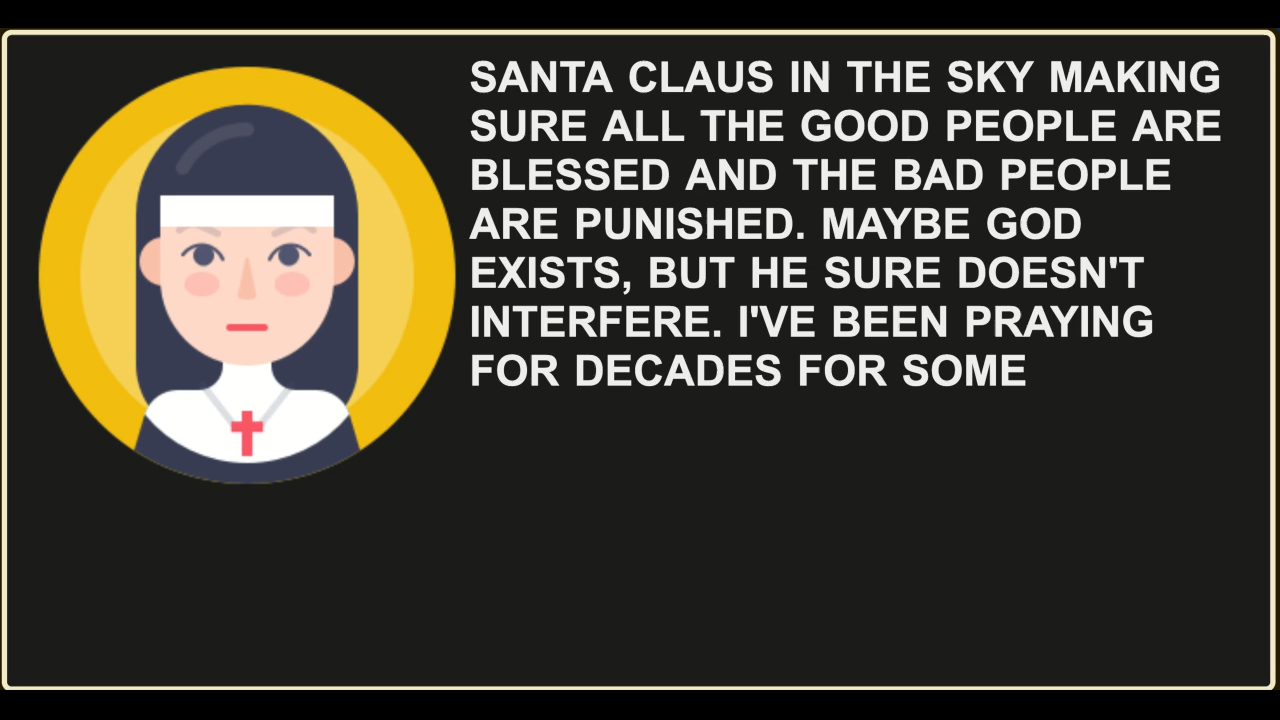 SANTA CLAUS IN THE SKY MAKING
SURE ALL THE GOOD PEOPLE ARE
BLESSED AND THE BAD PEOPLE
ARE PUNISHED. MAYBE GOD
EXISTS, BUT HE SURE DOESN'T
INTERFERE. I'VE BEEN PRAYING
FOR DECADES FOR SOME